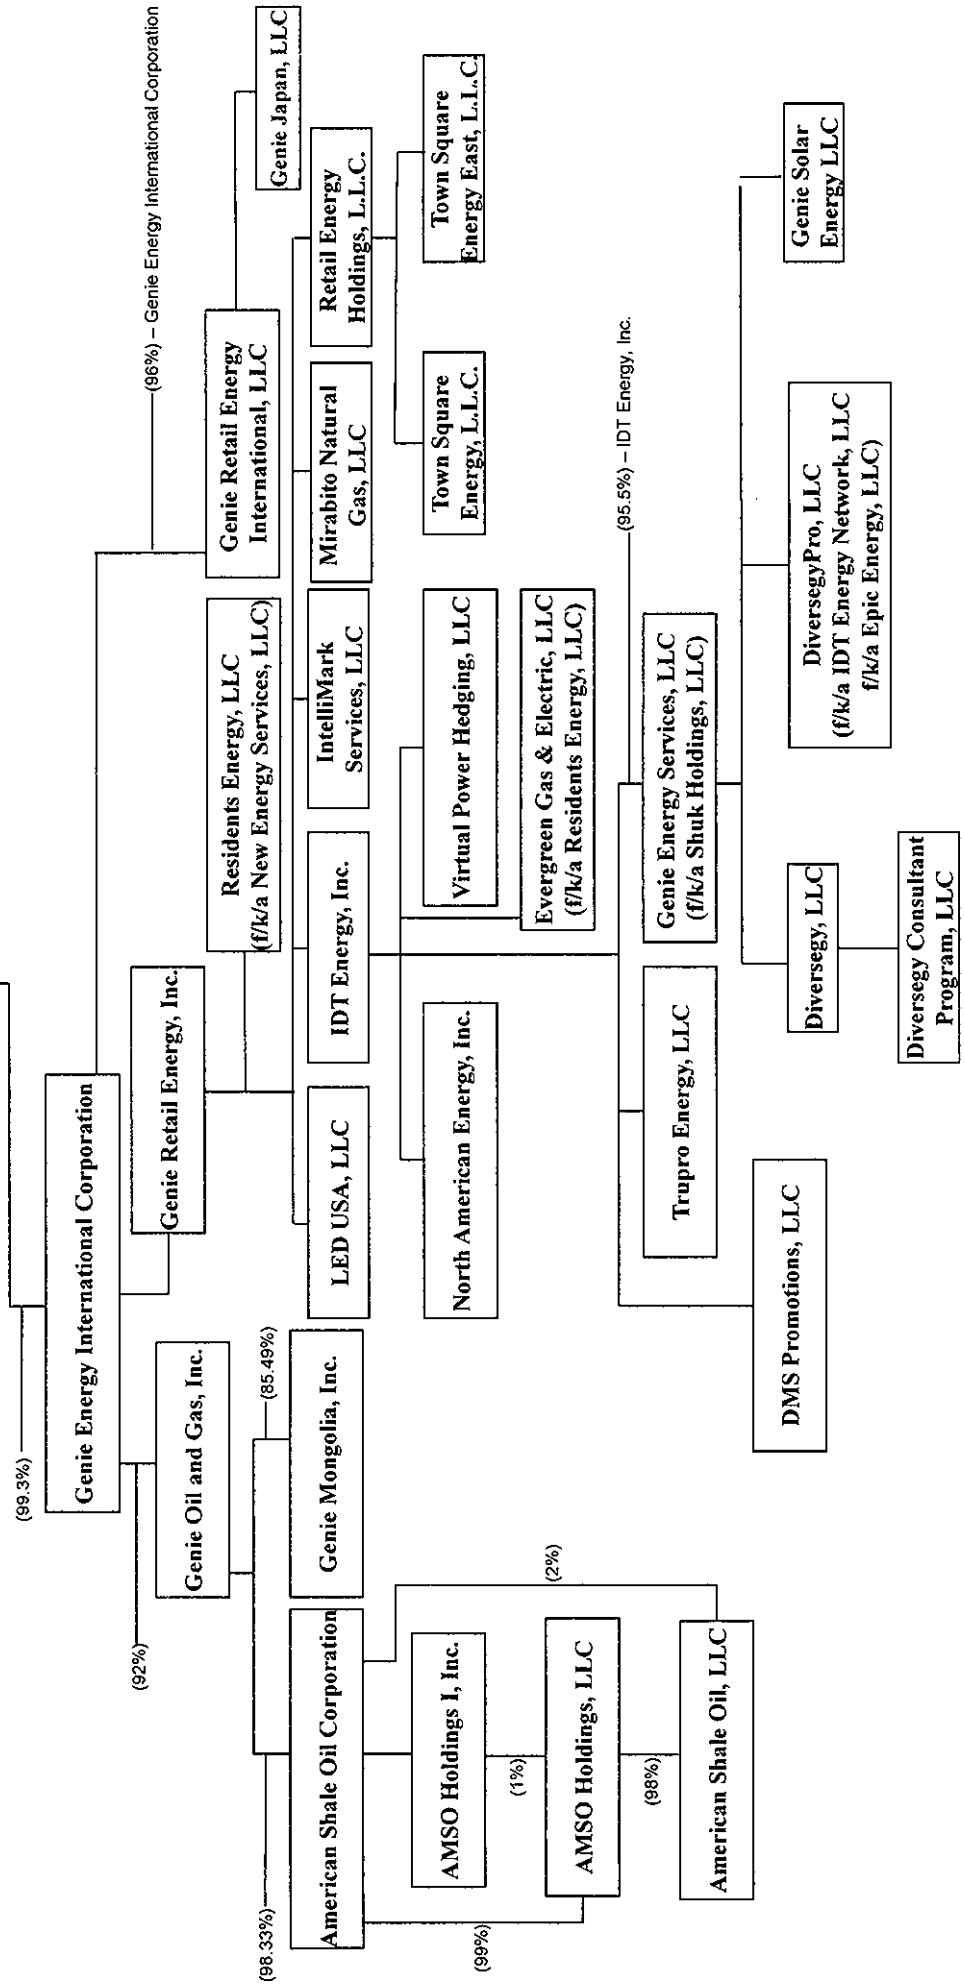 (99.3%)
Genie Energy International Corporation
(92%)
Genie Oil and Gas, Inc.
Genie Retail Energy, Inc.
(96%) – Genie Energy International Corporation
Residents Energy, LLC
(f/k/a New Energy Services, LLC)
Genie Retail Energy
International, LLC
Genie Japan, LLC
(98.33%)
(85.49%)
American Shale Oil Corporation
Genie Mongolia, Inc.
LED USA, LLC
IDT Energy, Inc.
IntelliMark
Services, LLC
Mirabito Natural
Gas, LLC
Retail Energy
Holdings, L.L.C.
AMSO Holdings I, Inc.
North American Energy, Inc.
Virtual Power Hedging, LLC
Town Square
Energy, L.L.C.
Town Square
Energy East, L.L.C.
(99%)
(1%)
(2%)
Evergreen Gas & Electric, LLC
(f/k/a Residents Energy, LLC)
AMSO Holdings, LLC
(98%)
(95.5%) – IDT Energy, Inc.
American Shale Oil, LLC
Trupro Energy, LLC
Genie Energy Services, LLC
(f/k/a Shuk Holdings, LLC)
DMS Promotions, LLC
Diversegy, LLC
DiversegyPro, LLC
(f/k/a IDT Energy Network, LLC
f/k/a Epic Energy, LLC)
Genie Solar
Energy LLC
Diversegy Consultant
Program, LLC